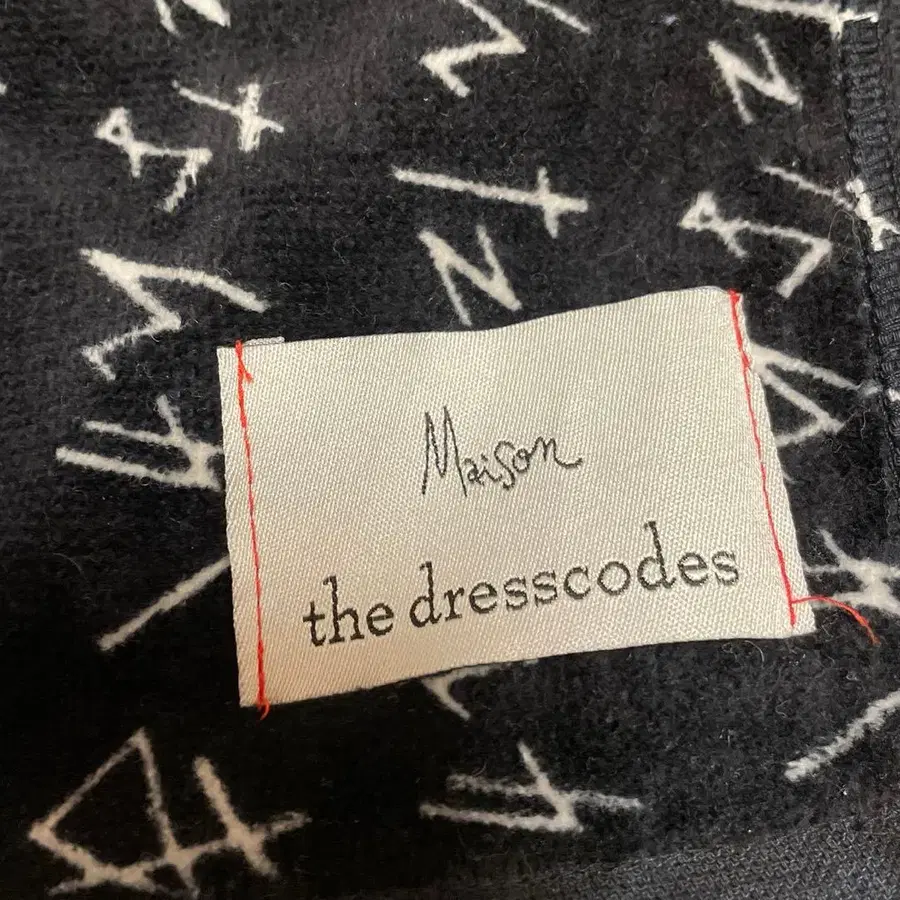 Maison
the dresscodes